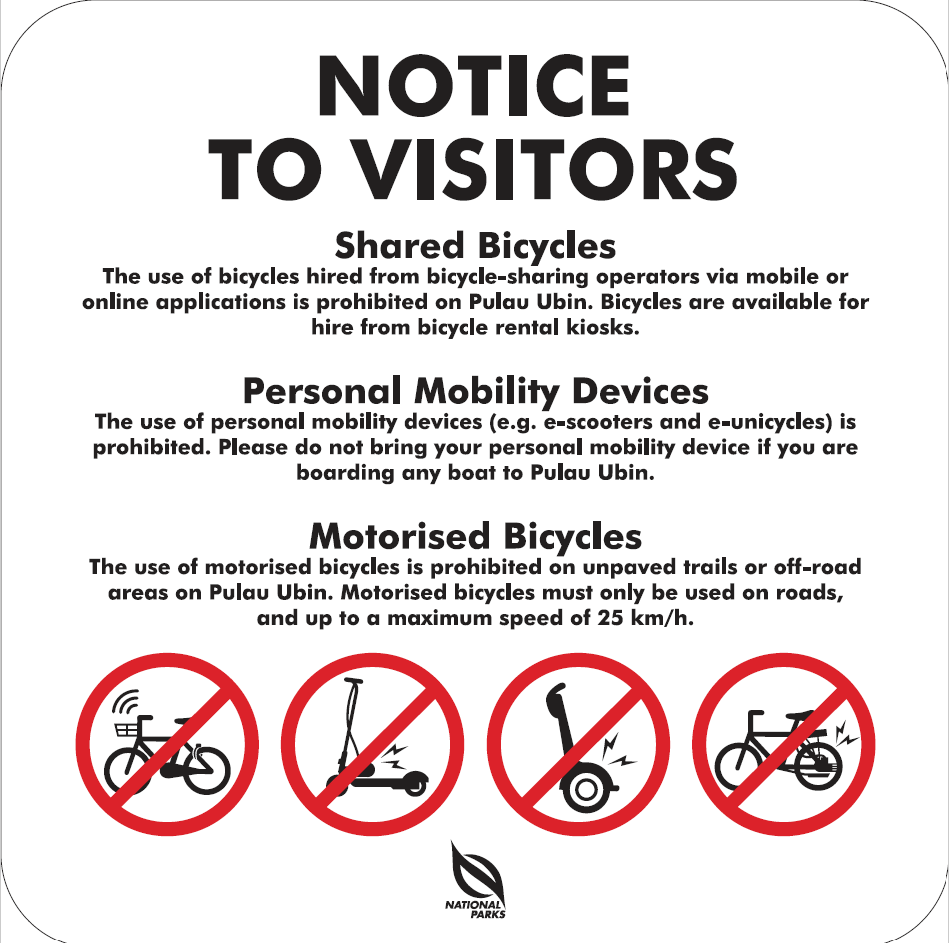 NOTICE
TO VISITORS
Shared Bicycles
The use of bicycles hired from bicycle-sharing operators via mobile or
online applications is prohibited on Pulau Ubin. Bicycles are available for
hire from bicycle rental kiosks.
Personal Mobility Devices
The use of personal mobility devices (e.g. e-scooters and e-unicycles) is
prohibited. Please do not bring your personal mobility device if you are
boarding any boat to Pulau Ubin.
Motorised Bicycles
The use of motorised bicycles is prohibited on unpaved trails or off-road
areas on Pulau Ubin. Motorised bicycles must only be used on roads,
and up to a maximum speed of 25 km/h.
NATIONAL
PARKS